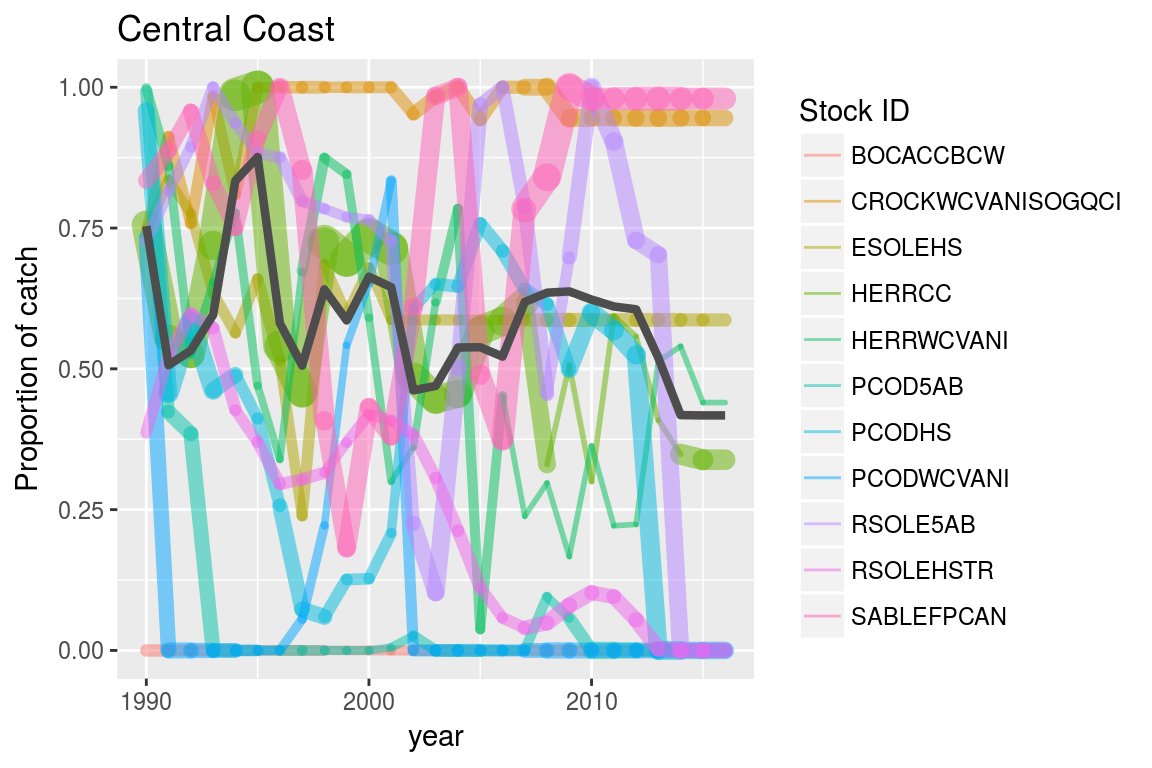 Central Coast
Proportion of catch
1.00
0.75
0.50
0.25
0.00
1990
2000
2010
year
Stock ID
BOCACCBCW
CROCKWCVANISOGQCI
ESOLEHS
HERRCC
HERRWCVANI
PCOD5AB
PCODHS
PCODWCVANI
RSOLE5AB
RSOLEHSTR
SABLEFPCAN